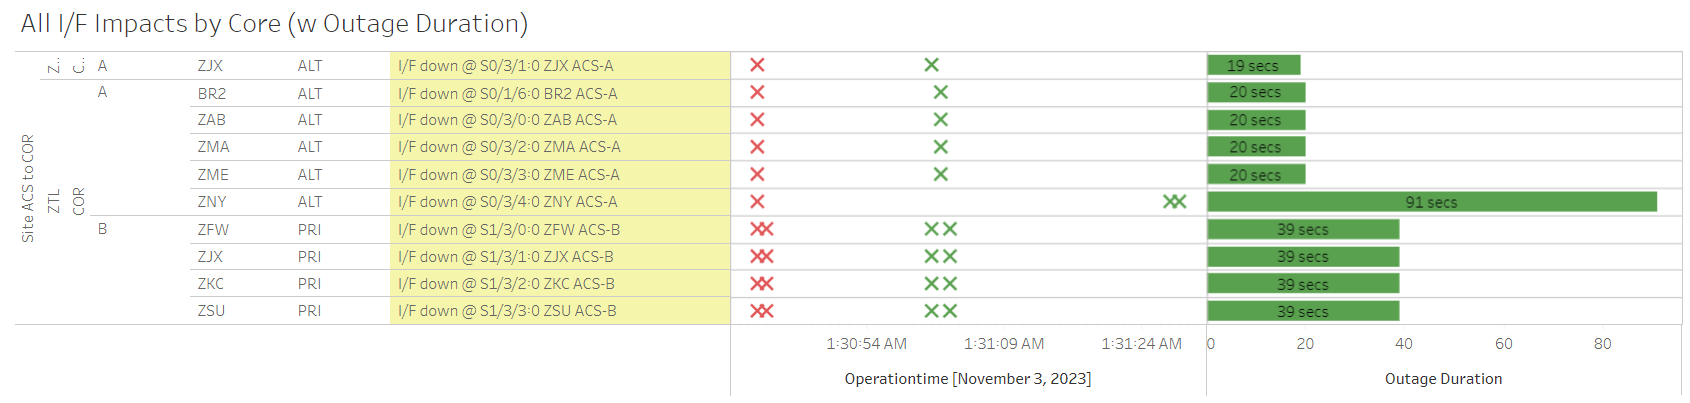 All I/F Impacts by Core (w Outage Duration)
Site ACS to COR
Z.. C.. A ZJX ALT I/F down @ S0/3/1:0 ZJX ACS-A 19 secs
ZTL COR A BR2 ALT I/F down @ S0/1/6:0 BR2 ACS-A 20 secs
ZAB ALT I/F down @ S0/3/0:0 ZAB ACS-A 20 secs
ZMA ALT I/F down @ S0/3/2:0 ZMA ACS-A 20 secs
ZME ALT I/F down @ S0/3/3:0 ZME ACS-A 20 secs
ZNY ALT I/F down @ S0/3/4:0 ZNY ACS-A 91 secs
B ZFW PRI I/F down @ S1/3/0:0 ZFW ACS-B 39 secs
ZJX PRI I/F down @ S1/3/1:0 ZJX ACS-B 39 secs
ZKC PRI I/F down @ S1/3/2:0 ZKC ACS-B 39 secs
ZSU PRI I/F down @ S1/3/3:0 ZSU ACS-B 39 secs
1:30:54 AM 1:31:09 AM 1:31:24 AM 0 20 40 60 80
Operationtime [November 3, 2023] Outage Duration